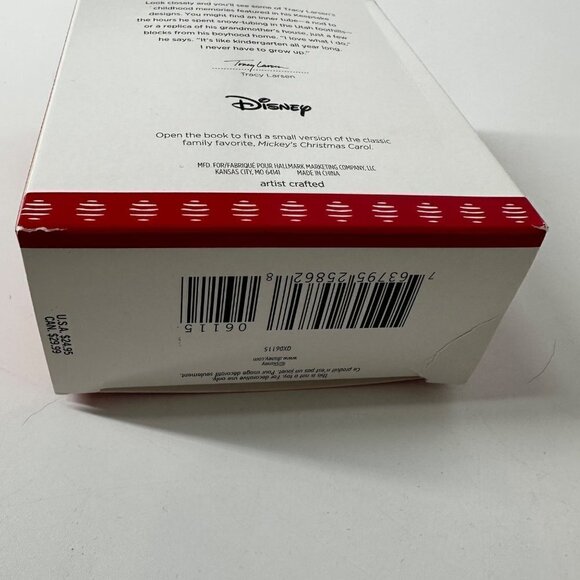 Look closely and you'll see some of Tracy Larsen's
childhood memories featured in his Keepsake
designs. You might find an inner tube—a nod to
the hours he spent snow-tubing in the Utah foothills—
or a replica of his grandmother's house, just a few
blocks from his boyhood home. "I love what I do,"
he says. "It's like kindergarten all year long.
I never have to grow up."
Tracy Larsen
Tracy Larsen
Disney
Open the book to find a small version of the classic
family favorite, Mickey's Christmas Carol.
MFD. FOR/FABRIQUÉ POUR HALLMARK MARKETING COMPANY, LLC
KANSAS CITY, MO 64141 MADE IN CHINA
artist crafted
U.S.A. $24.95
CAN. $29.99
7 63795 25862 8
06115
QXD6115
www.disney.com
©Disney
This is not a toy. For decorative use only.
Ce produit n'est pas un jouet. Pour usage décoratif seulement.